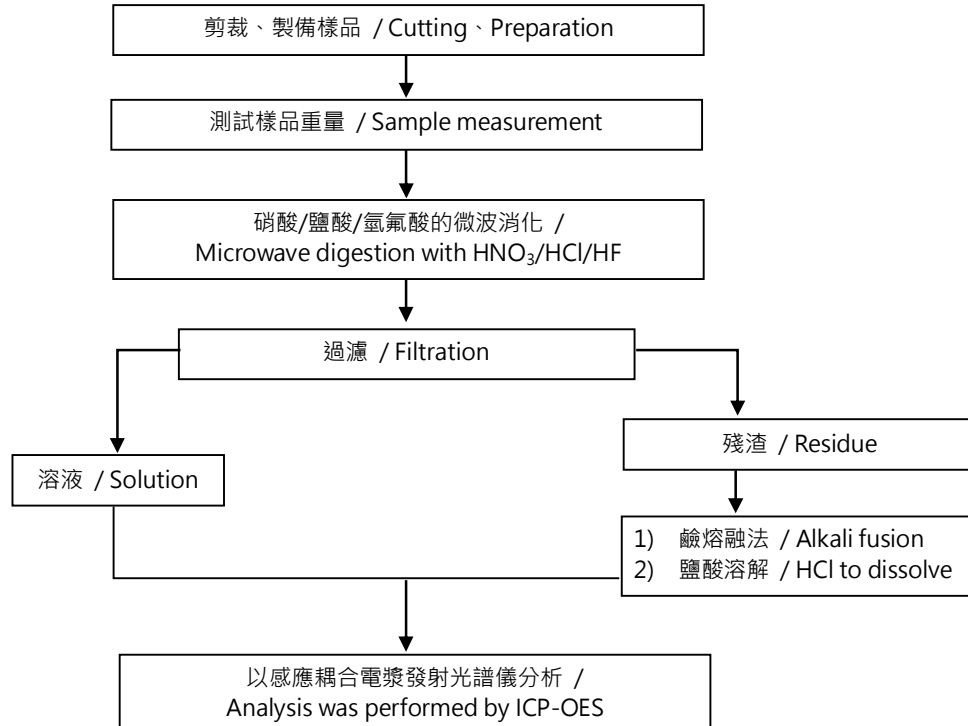 剪裁、製備樣品 / Cutting、Preparation
測試樣品重量 / Sample measurement
硝酸/鹽酸/氫氟酸的微波消化 /
Microwave digestion with HNO₃/HCl/HF
過濾 / Filtration
溶液 / Solution
殘渣 / Residue
1) 鹼熔融法 / Alkali fusion
2) 鹽酸溶解 / HCl to dissolve
以感應耦合電漿發射光譜儀分析 /
Analysis was performed by ICP-OES